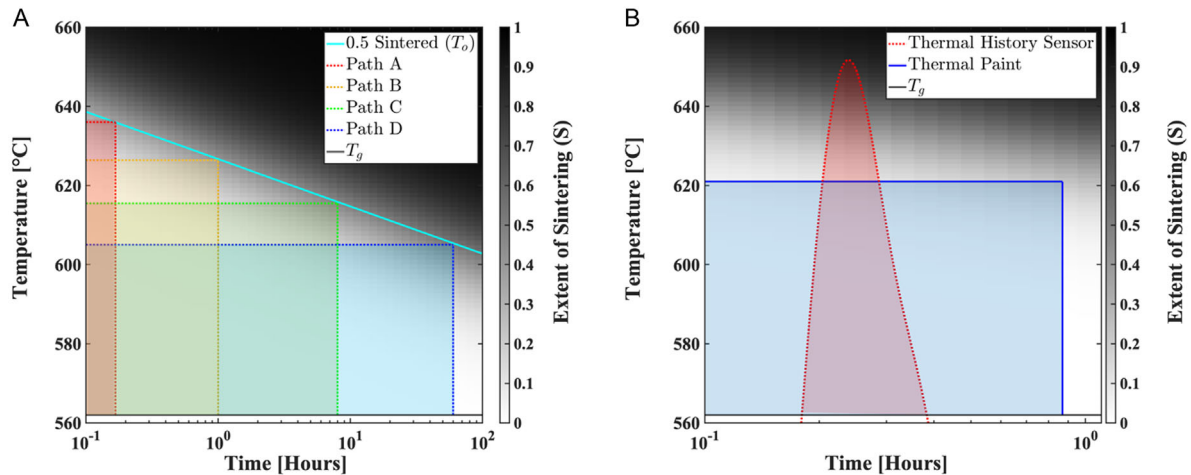 A
660
640
620
600
580
560
Temperature [°C]
10^-1
10^0
10^1
10^2
Time [Hours]
0.5 Sintered (T_o)
Path A
Path B
Path C
Path D
T_g
1
0.9
0.8
0.7
0.6
0.5
0.4
0.3
0.2
0.1
0
Extent of Sintering (S)
B
660
640
620
600
580
560
Temperature [°C]
10^-1
10^0
Time [Hours]
Thermal History Sensor
Thermal Paint
T_g
1
0.9
0.8
0.7
0.6
0.5
0.4
0.3
0.2
0.1
0
Extent of Sintering (S)